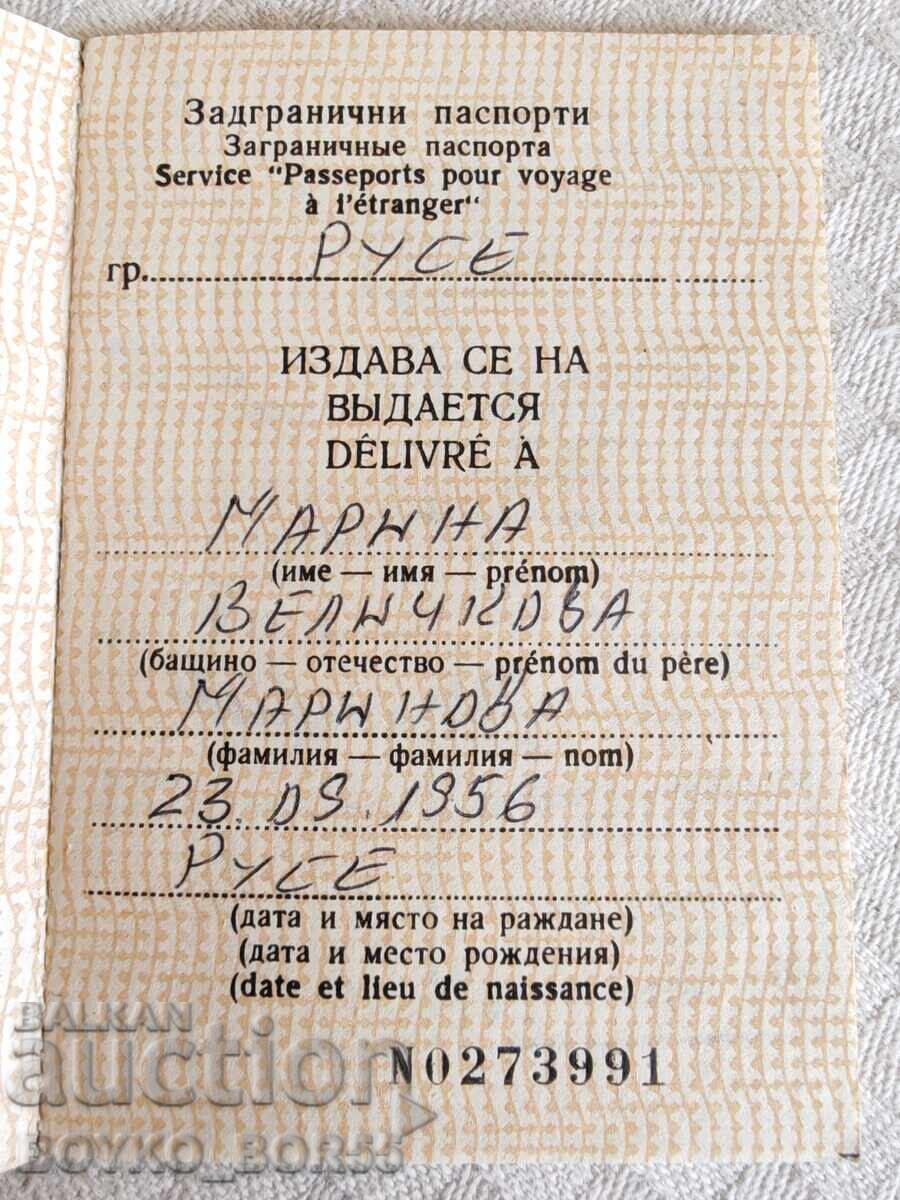 Задгранични паспорти
Заграничные паспорта
Service "Passeports pour voyage
à l'étranger"
гр. РУСЕ
ИЗДАВА СЕ НА
ВЫДАЕТСЯ
DÉLIVRÉ À
МАРИНА
(име — имя — prénom)
ВЕЛИЧКОВА
(бащино — отечество — prénom du père)
МАРИНОВА
(фамилия — фамилия — nom)
23.09.1956
РУСЕ
(дата и място на раждане)
(дата и место рождения)
(date et lieu de naissance)
N0273991
BALKAN
auction
BOYKO_BOR55